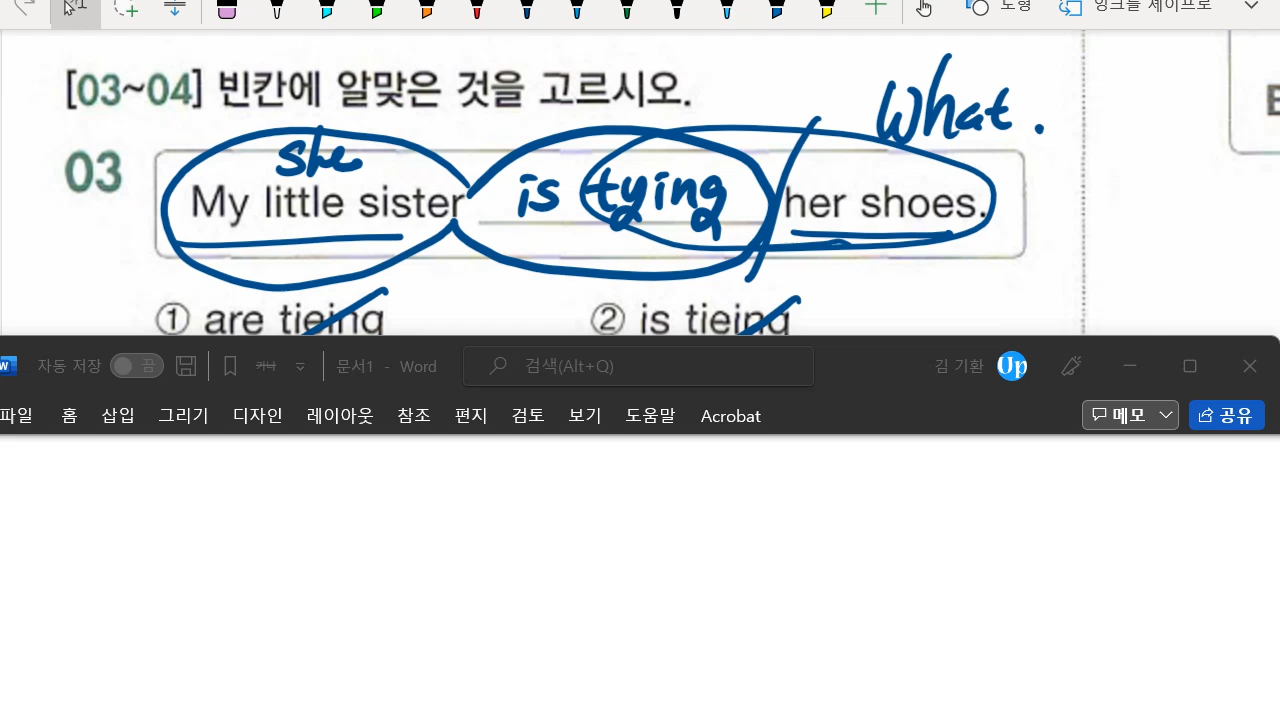 도형 잉크를 셰이프로
[03~04] 빈칸에 알맞은 것을 고르시오.
What.
03
she
My little sister is tying her shoes.
① are tieing ② is tieing
자동 저장 끔 가나 문서1 - Word 검색(Alt+Q) 김 기환 Up
파일 홈 삽입 그리기 디자인 레이아웃 참조 편지 검토 보기 도움말 Acrobat 메모 공유